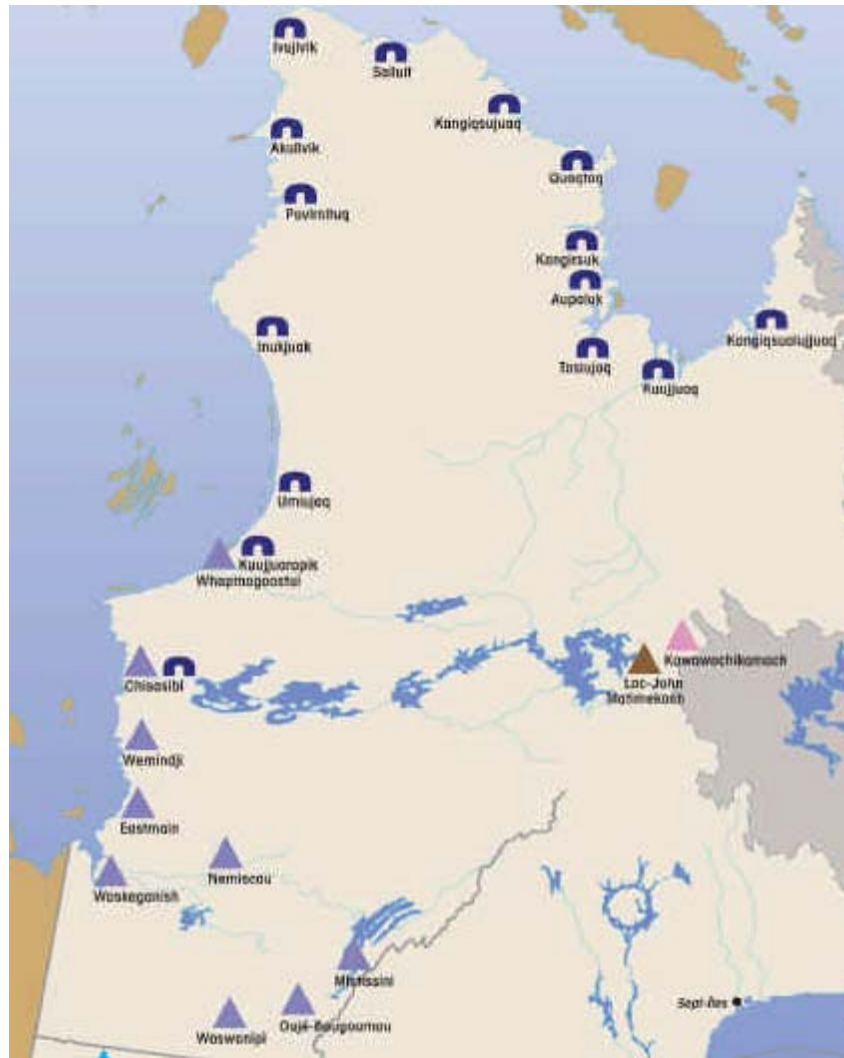 Ivujivik
Salluit
Kangiqsujuaq
Akulivik
Quaqtaq
Puvirnituq
Kangirsuk
Aupaluk
Inukjuak
Kangiqsualujjuaq
Tasiujaq
Kuujjuaq
Umiujaq
Kuujjuarapik
Whapmagoostui
Kawawachikamach
Chisasibi
Lac-John
Matimekosh
Wemindji
Eastmain
Nemiscau
Waskaganish
Mistissini
Sept-Îles
Oujé-Bougoumou
Waswanipi